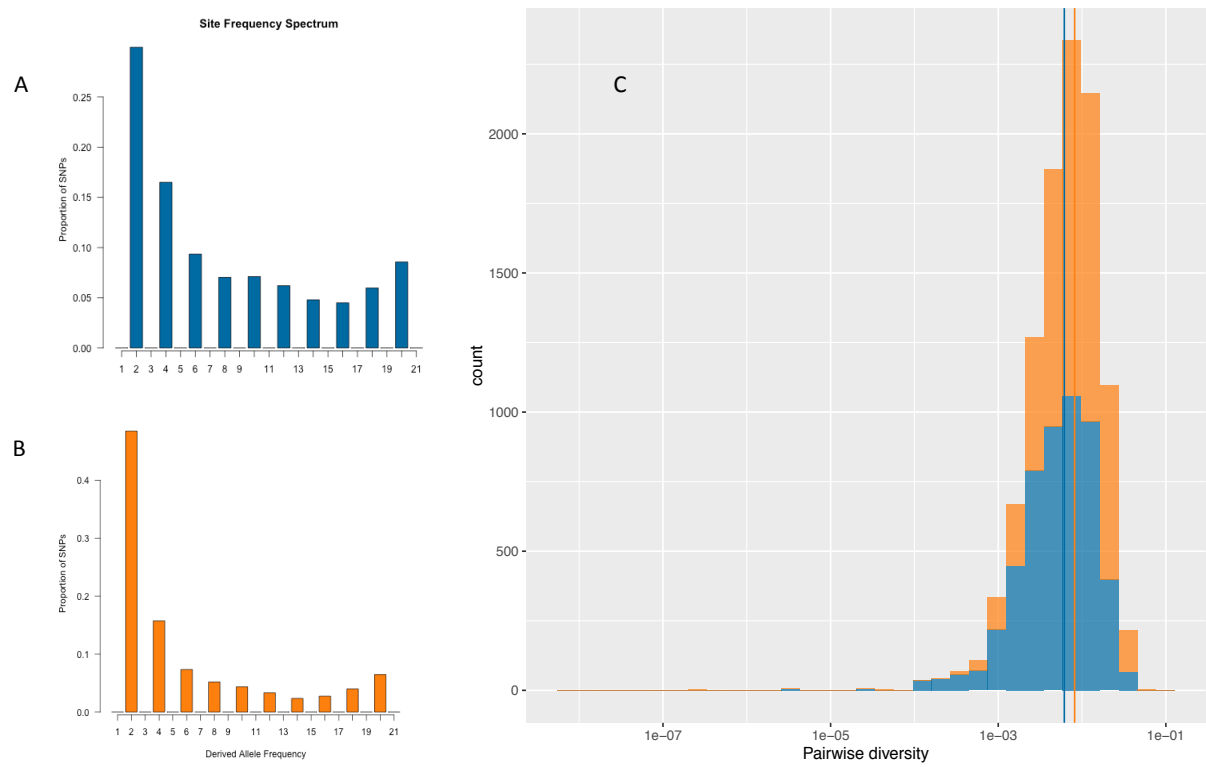 Site Frequency Spectrum
A
Proportion of SNPs
0.25
0.20
0.15
0.10
0.05
0.00
1 2 3 4 5 6 7 8 9 11 13 15 17 19 21
B
Proportion of SNPs
0.4
0.3
0.2
0.1
0.0
1 2 3 4 5 6 7 8 9 11 13 15 17 19 21
Derived Allele Frequency
C
count
2000
1500
1000
500
0
1e−07 1e−05 1e−03 1e−01
Pairwise diversity